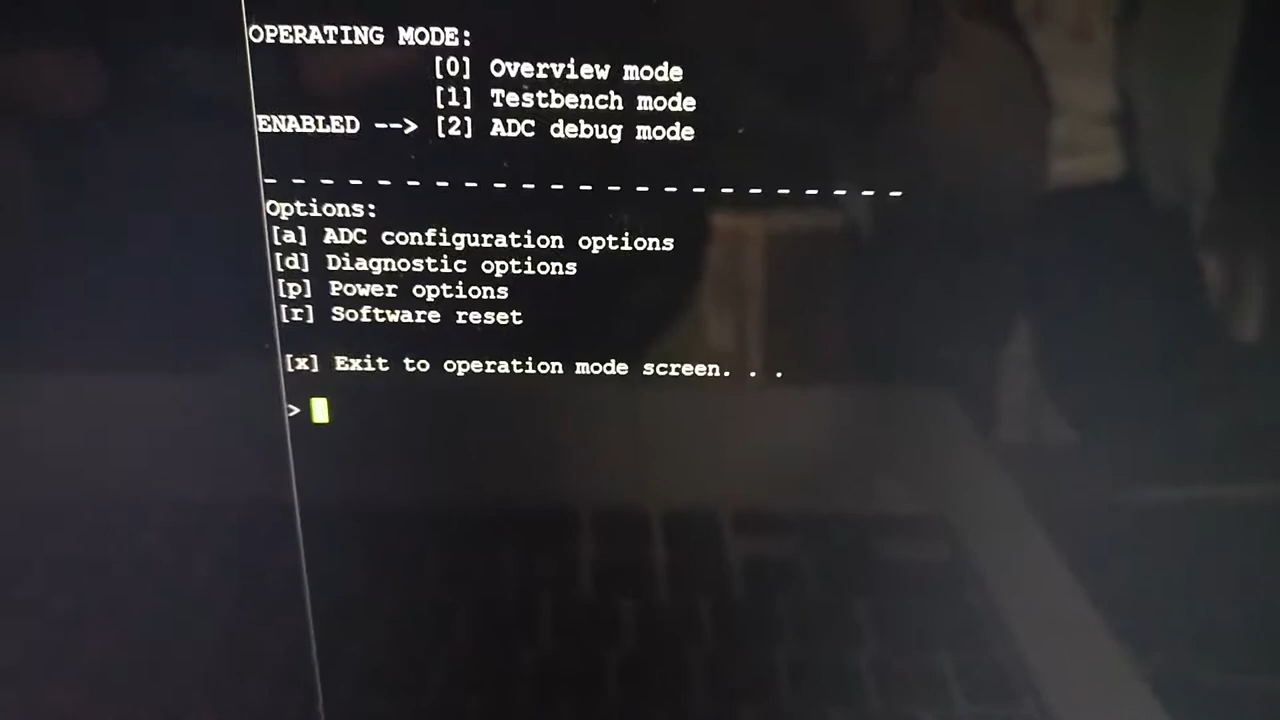 OPERATING MODE:
[0] Overview mode
[1] Testbench mode
ENABLED --> [2] ADC debug mode
- - - - - - - - - - - - - - - - - - - - - - -
Options:
[a] ADC configuration options
[d] Diagnostic options
[p] Power options
[r] Software reset
[x] Exit to operation mode screen. . .
>